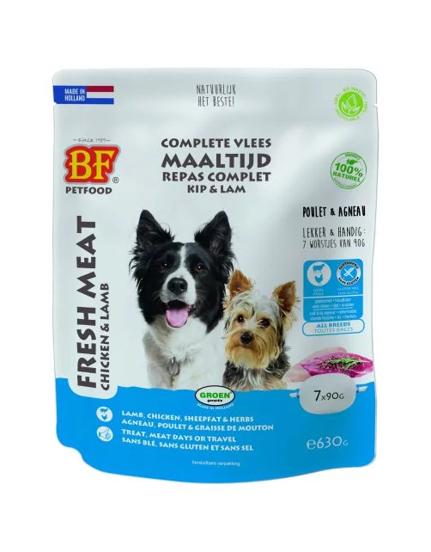 MADE IN
HOLLAND
NATUURLIJK
HET BESTE!
SINCE 1989
BF®
PETFOOD
COMPLETE VLEES
MAALTIJD
REPAS COMPLET
KIP & LAM
100%
NATUREL
POULET & AGNEAU
LEKKER & HANDIG:
7 WORSTJES VAN 90G
FRESH MEAT
CHICKEN & LAMB
ALL BREEDS
TOUTES RACES
GROEN
7x90G
LAMB, CHICKEN, SHEEPFAT & HERBS
AGNEAU, POULET & GRAISSE DE MOUTON
TREAT, MEAT DAYS OR TRAVEL
SANS BLÉ, SANS GLUTEN ET SANS SEL
Hersluitbare verpakking
℮630G